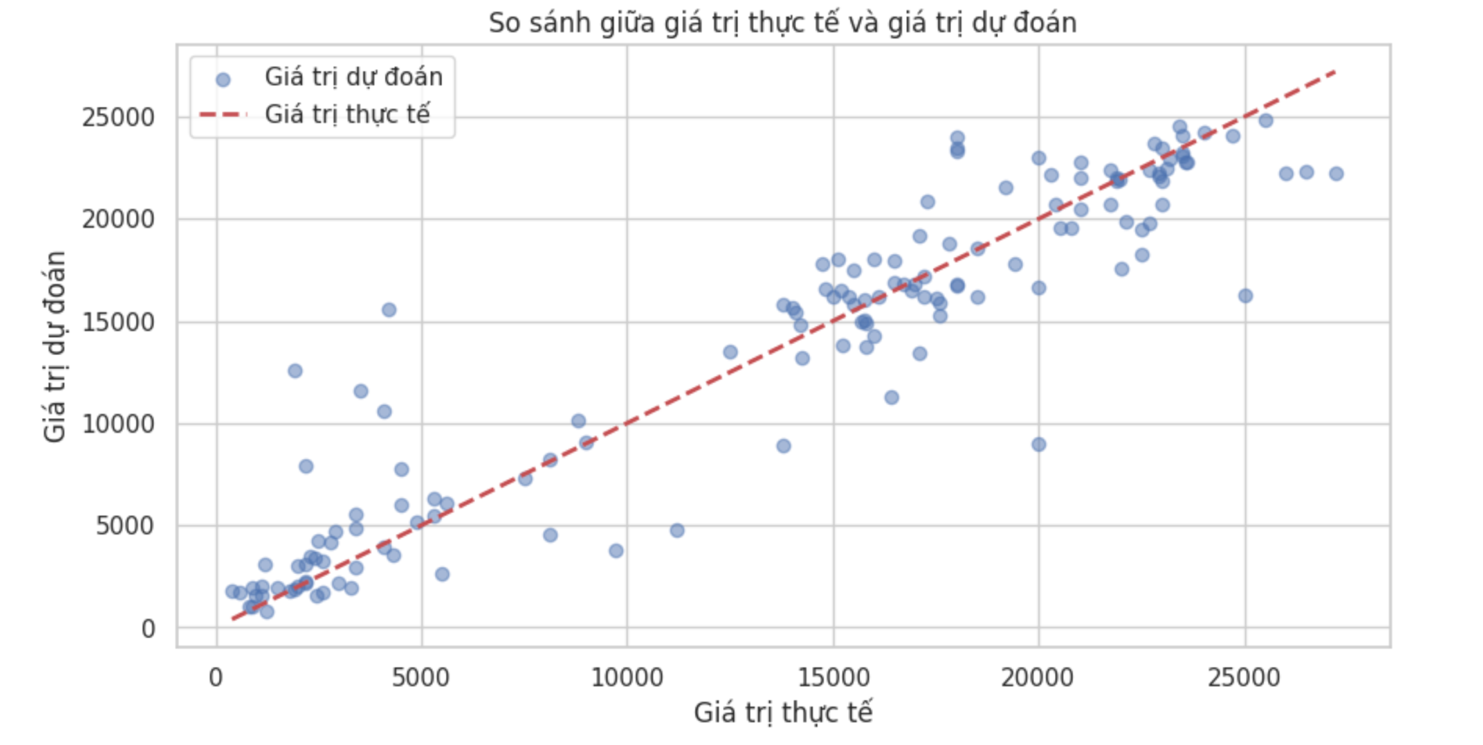 So sánh giữa giá trị thực tế và giá trị dự đoán
Giá trị dự đoán
Giá trị thực tế
25000
20000
15000
10000
5000
0
Giá trị dự đoán
0
5000
10000
15000
20000
25000
Giá trị thực tế